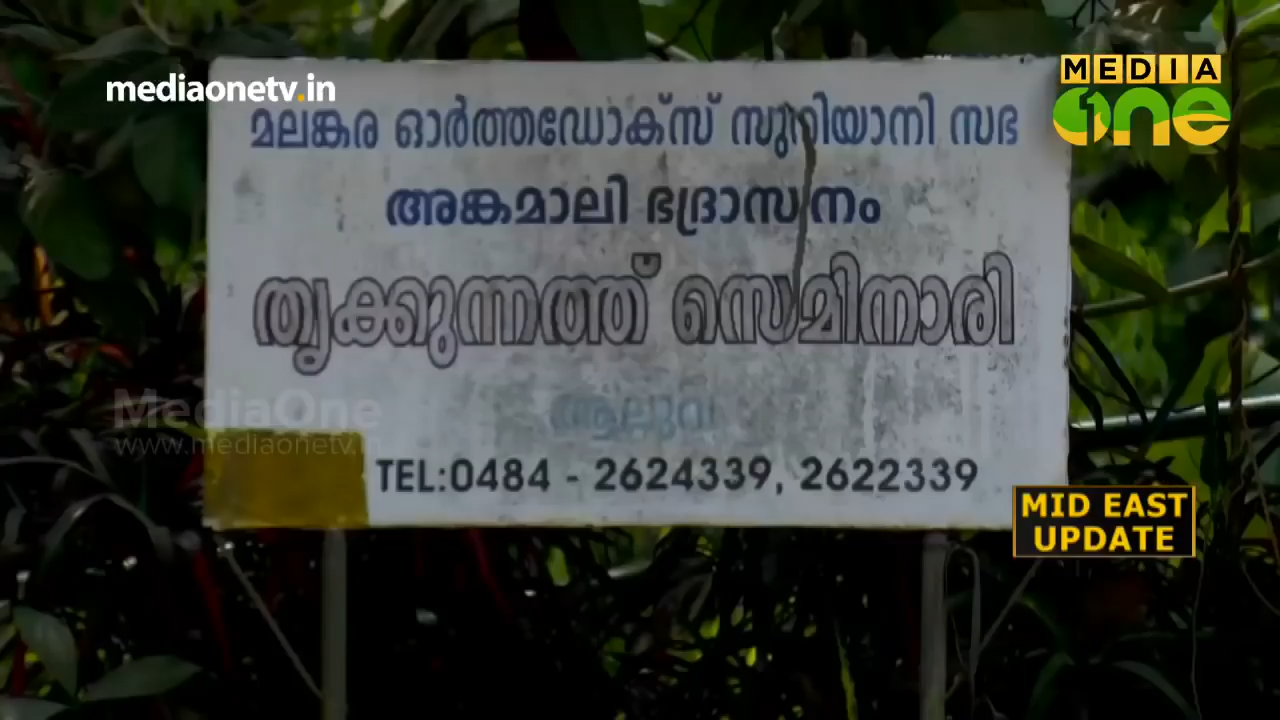 mediaonetv.in
MEDIA
one
മലങ്കര ഓർത്തഡോക്സ് സുറിയാനി സഭ
അങ്കമാലി ഭദ്രാസനം
തൃക്കുന്നത്ത് സെമിനാരി
MediaOne
www.mediaonetv.in
ആലുവ
TEL:0484 - 2624339, 2622339
MID EAST
UPDATE